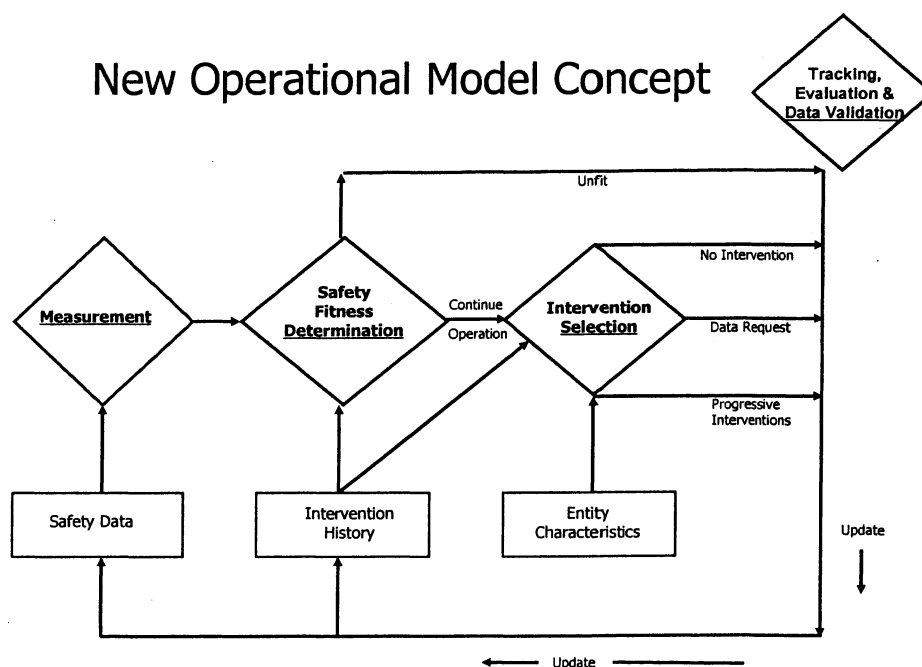 New Operational Model Concept
Tracking,
Evaluation &
Data Validation
Unfit
No Intervention
Measurement
Safety
Fitness
Determination
Continue
Operation
Intervention
Selection
Data Request
Progressive
Interventions
Safety Data
Intervention
History
Entity
Characteristics
Update
Update